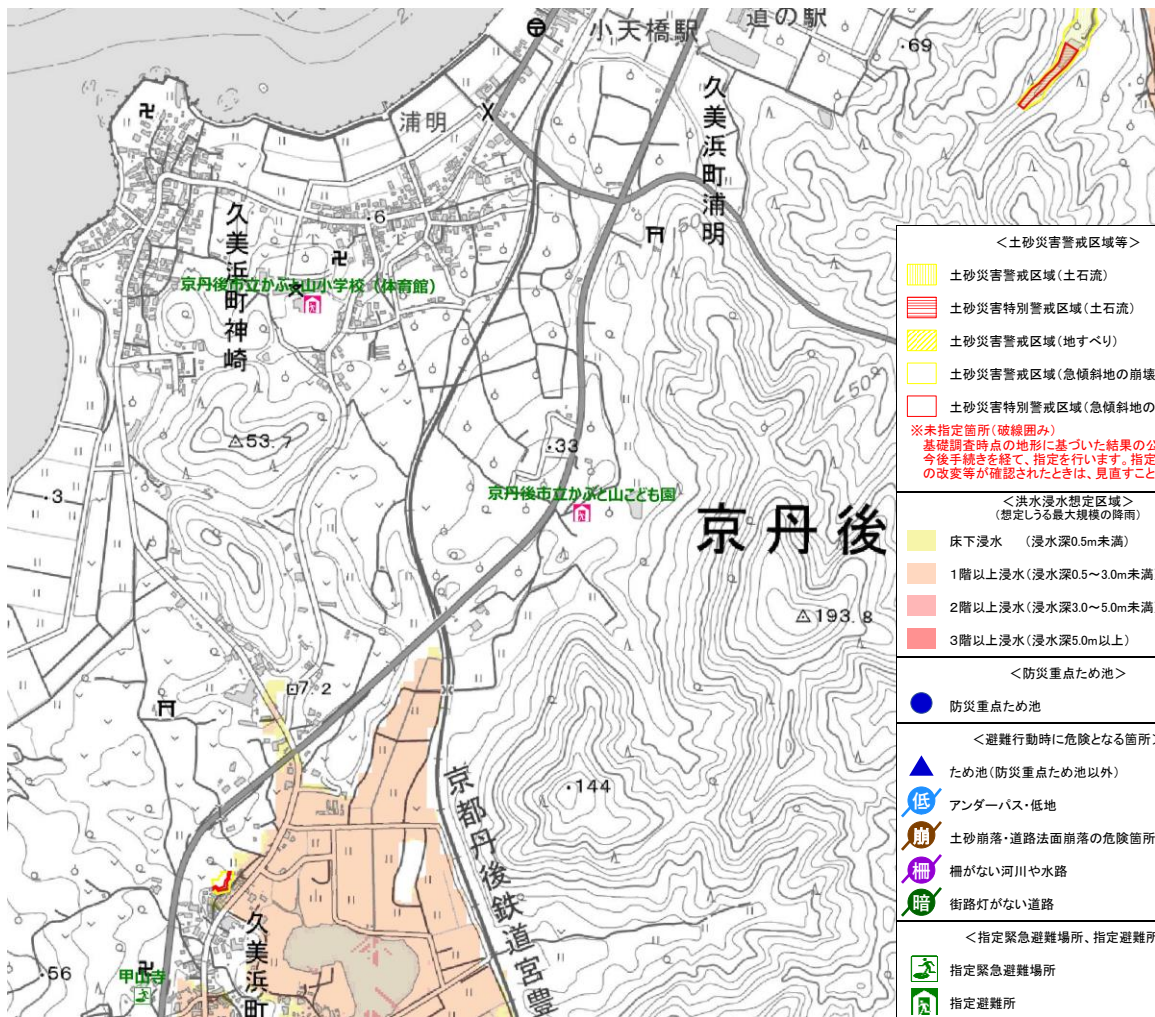 小天橋駅
道の駅
・69
浦明
久美浜町浦明
50
・6
久美浜町神崎
京丹後市立かぶと山小学校（体育館）
50
△53.7
・33
・3
京丹後市立かぶと山こども園
京丹後
△193.8
7.2
・144
京都丹後鉄道宮豊
久美浜町
・56
甲山寺
＜土砂災害警戒区域等＞
土砂災害警戒区域（土石流）
土砂災害特別警戒区域（土石流）
土砂災害警戒区域（地すべり）
土砂災害警戒区域（急傾斜地の崩壊
土砂災害特別警戒区域（急傾斜地の
※未指定箇所（破線囲み）
基礎調査時点の地形に基づいた結果の公
今後手続きを経て、指定を行います。指定
の改変等が確認されたときは、見直すこと
＜洪水浸水想定区域＞
（想定しうる最大規模の降雨）
床下浸水　（浸水深0.5m未満）
1階以上浸水（浸水深0.5～3.0m未満
2階以上浸水（浸水深3.0～5.0m未満
3階以上浸水（浸水深5.0m以上）
＜防災重点ため池＞
防災重点ため池
＜避難行動時に危険となる箇所＞
ため池（防災重点ため池以外）
低 アンダーパス・低地
崩 土砂崩落・道路法面崩落の危険箇所
柵 柵がない河川や水路
暗 街路灯がない道路
＜指定緊急避難場所、指定避難所
指定緊急避難場所
指定避難所